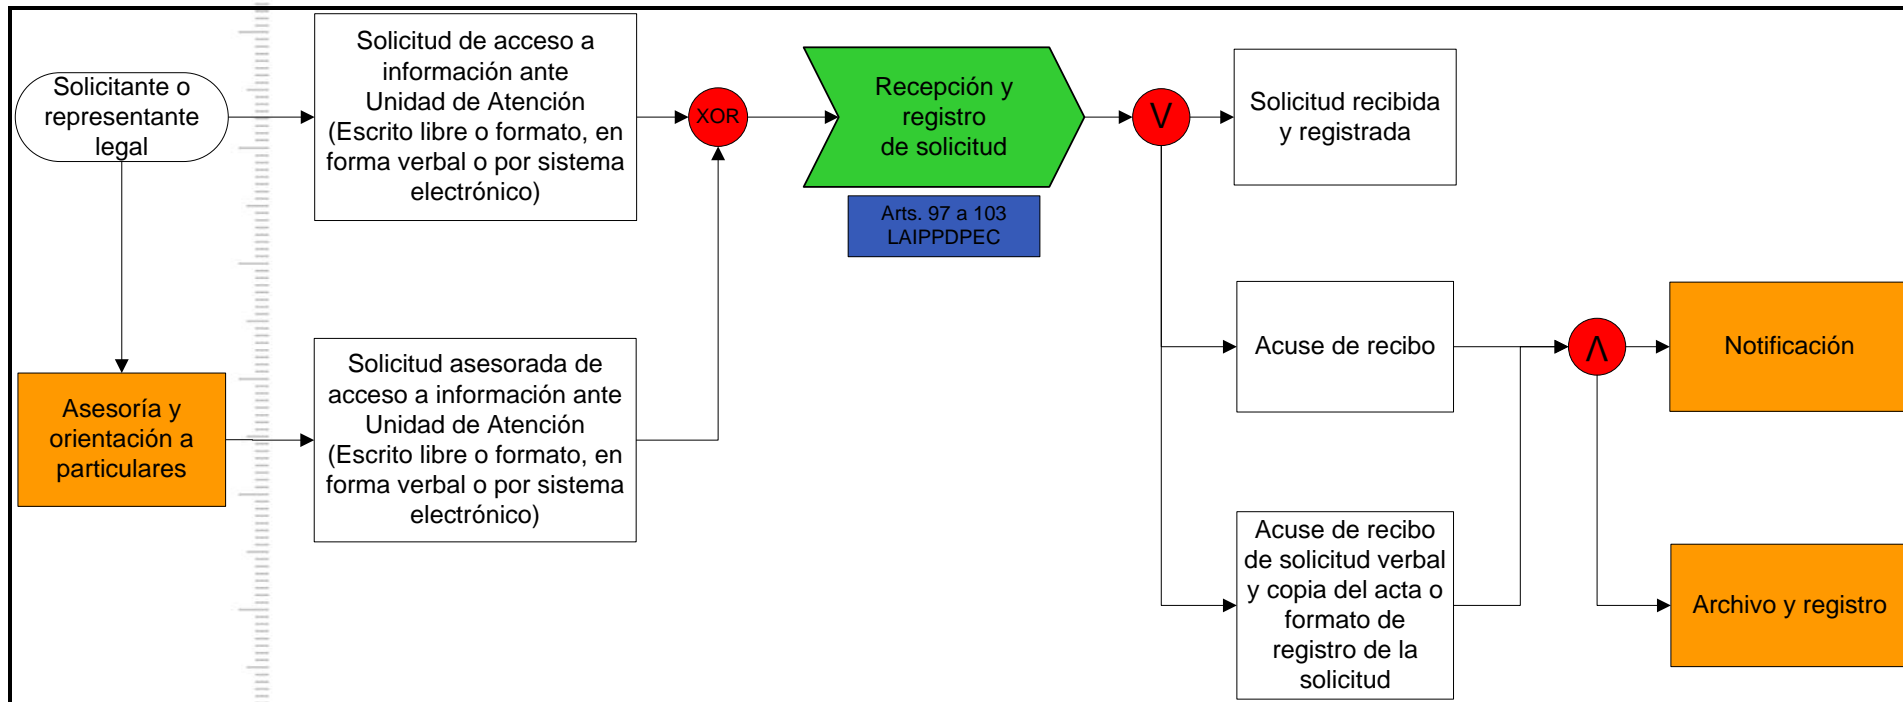 Solicitante o
representante
legal
Solicitud de acceso a
información ante
Unidad de Atención
(Escrito libre o formato, en
forma verbal o por sistema
electrónico)
XOR
Recepción y
registro
de solicitud
Arts. 97 a 103
LAIPPDPEC
V
Solicitud recibida
y registrada
Asesoría y
orientación a
particulares
Solicitud asesorada de
acceso a información ante
Unidad de Atención
(Escrito libre o formato, en
forma verbal o por sistema
electrónico)
Acuse de recibo
Λ
Notificación
Acuse de recibo
de solicitud verbal
y copia del acta o
formato de
registro de la
solicitud
Archivo y registro